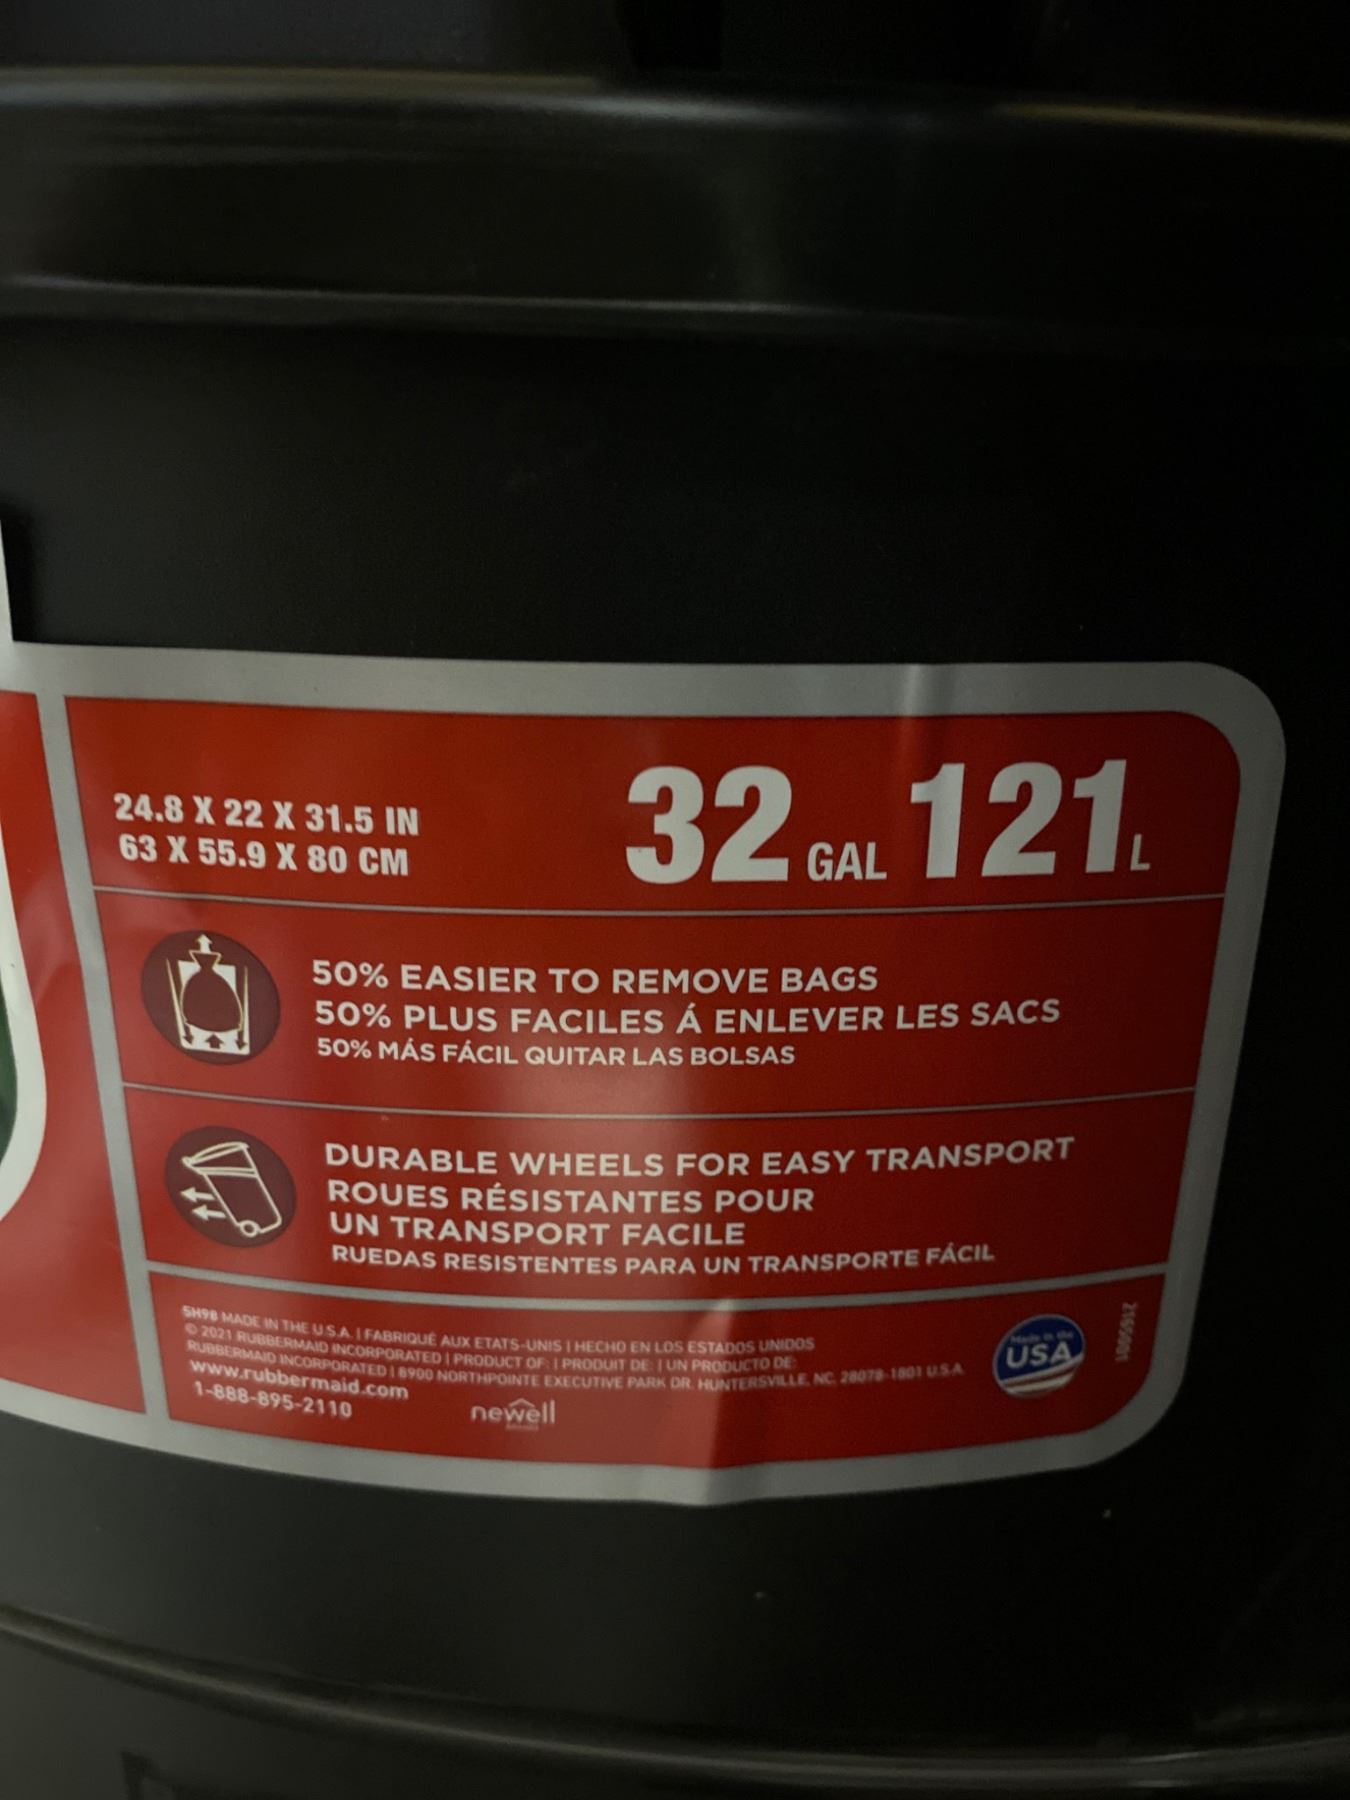 24.8 X 22 X 31.5 IN
63 X 55.9 X 80 CM
32 GAL 121 L
50% EASIER TO REMOVE BAGS
50% PLUS FACILES Á ENLEVER LES SACS
50% MÁS FÁCIL QUITAR LAS BOLSAS
DURABLE WHEELS FOR EASY TRANSPORT
ROUES RÉSISTANTES POUR
UN TRANSPORT FACILE
RUEDAS RESISTENTES PARA UN TRANSPORTE FÁCIL
5H98 MADE IN THE U.S.A. | FABRIQUÉ AUX ETATS-UNIS | HECHO EN LOS ESTADOS UNIDOS
© 2021 RUBBERMAID INCORPORATED | PRODUCT OF: | PRODUIT DE: | UN PRODUCTO DE:
RUBBERMAID INCORPORATED | 8900 NORTHPOINTE EXECUTIVE PARK DR. HUNTERSVILLE, NC. 28078-1801 U.S.A.
www.rubbermaid.com
1-888-895-2110
newell
BRANDS
Made in the
USA